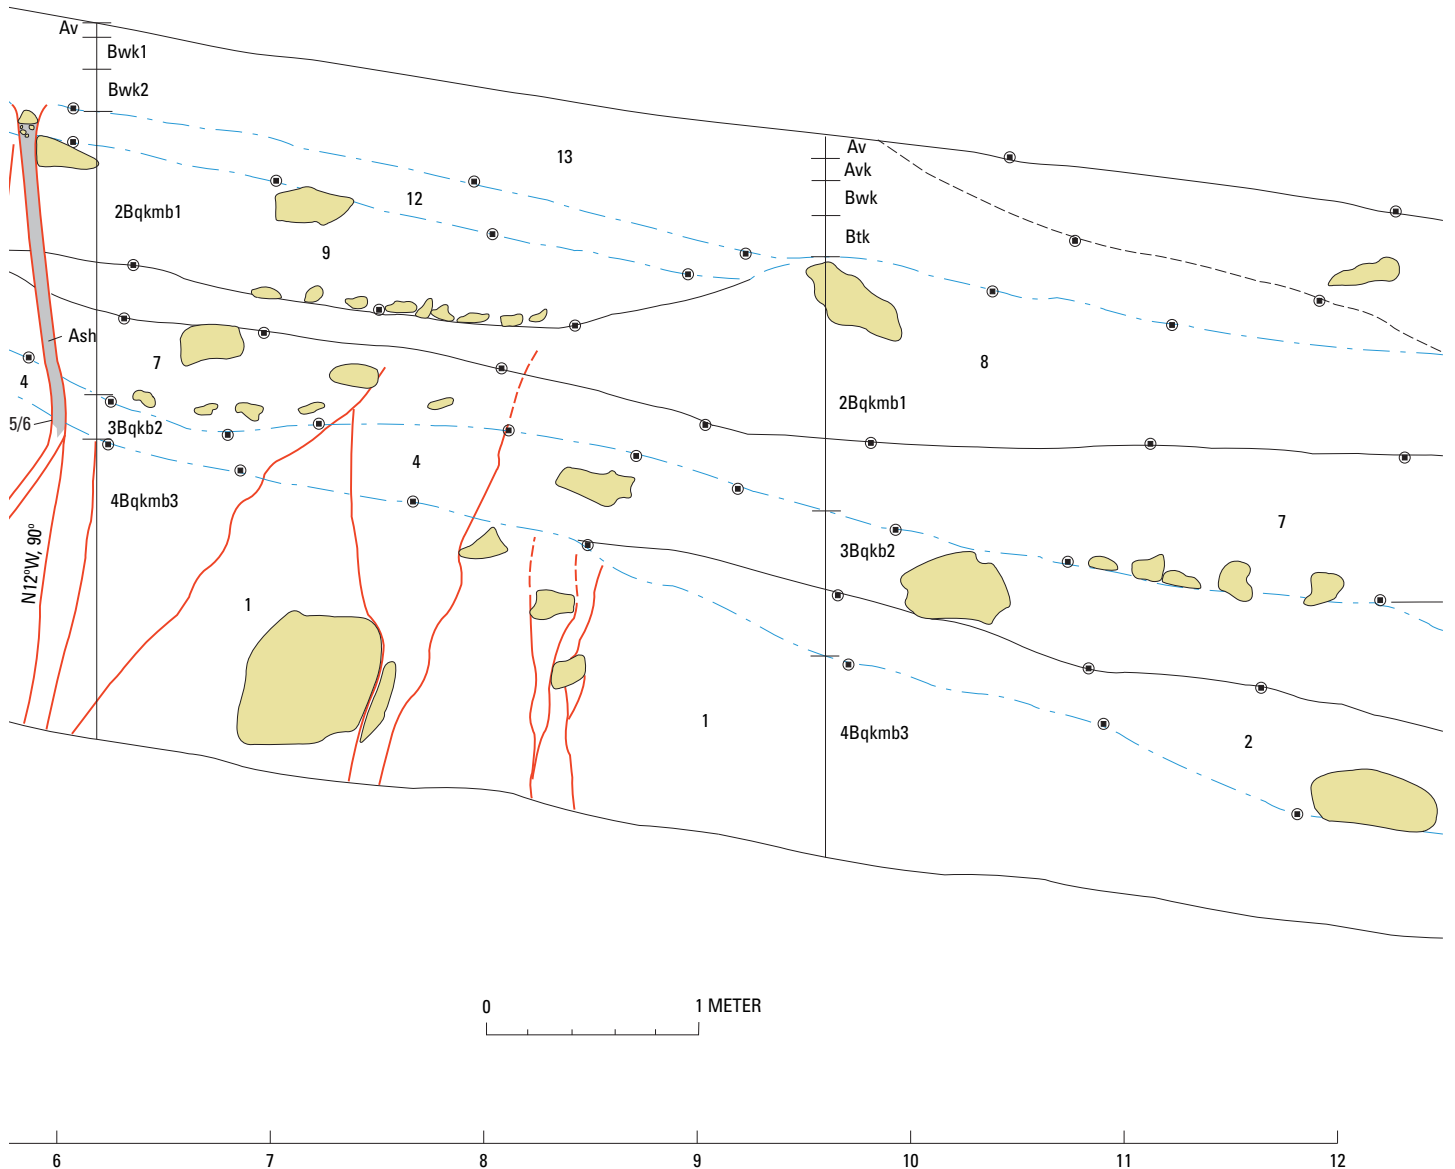 Av
Bwk1
Bwk2
13
Av
Avk
Bwk
Btk
12
2Bqkmb1
9
Ash
7
8
4
2Bqkmb1
5/6
3Bqkb2
4
4Bqkmb3
7
3Bqkb2
N12°W, 90°
1
1
4Bqkmb3
2
0 1 METER
6 7 8 9 10 11 12